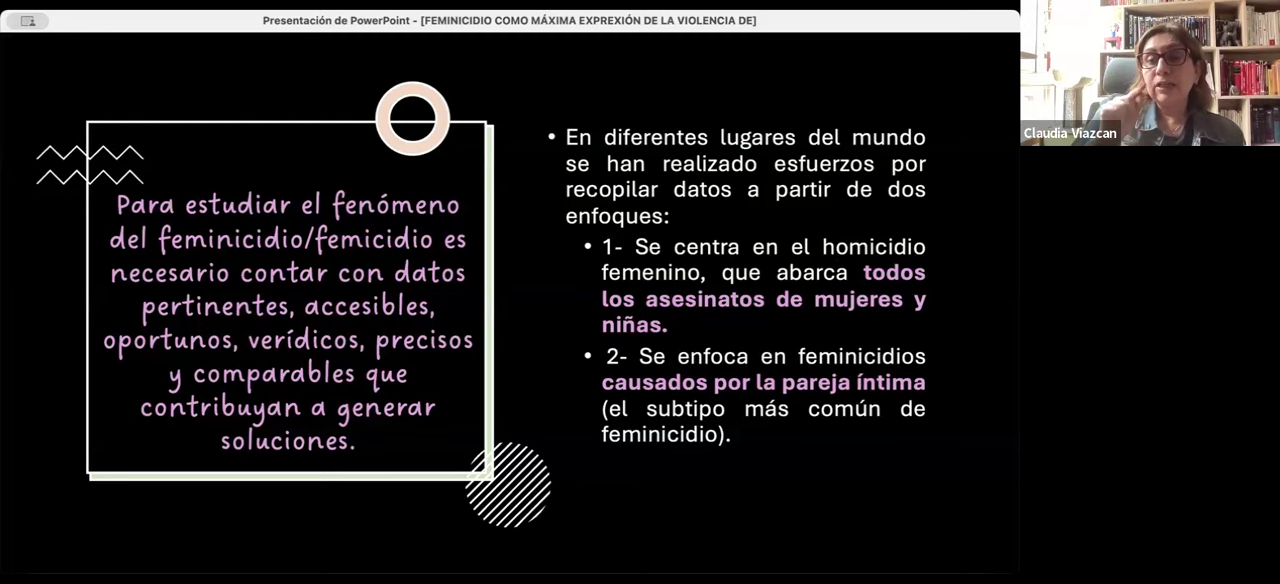 Presentación de PowerPoint - [FEMINICIDIO COMO MÁXIMA EXPREXIÓN DE LA VIOLENCIA DE]
Para estudiar el fenómeno
del feminicidio/femicidio es
necesario contar con datos
pertinentes, accesibles,
oportunos, verídicos, precisos
y comparables que
contribuyan a generar
soluciones.
• En diferentes lugares del mundo
se han realizado esfuerzos por
recopilar datos a partir de dos
enfoques:
• 1- Se centra en el homicidio
femenino, que abarca todos
los asesinatos de mujeres y
niñas.
• 2- Se enfoca en feminicidios
causados por la pareja íntima
(el subtipo más común de
feminicidio).
Claudia Viazcan